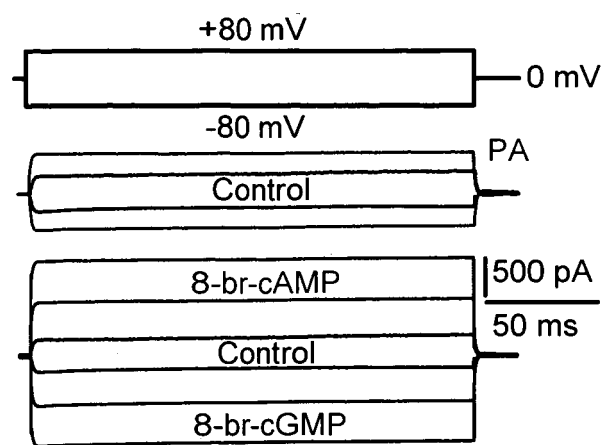 +80 mV
0 mV
-80 mV
PA
Control
8-br-cAMP
500 pA
50 ms
Control
8-br-cGMP